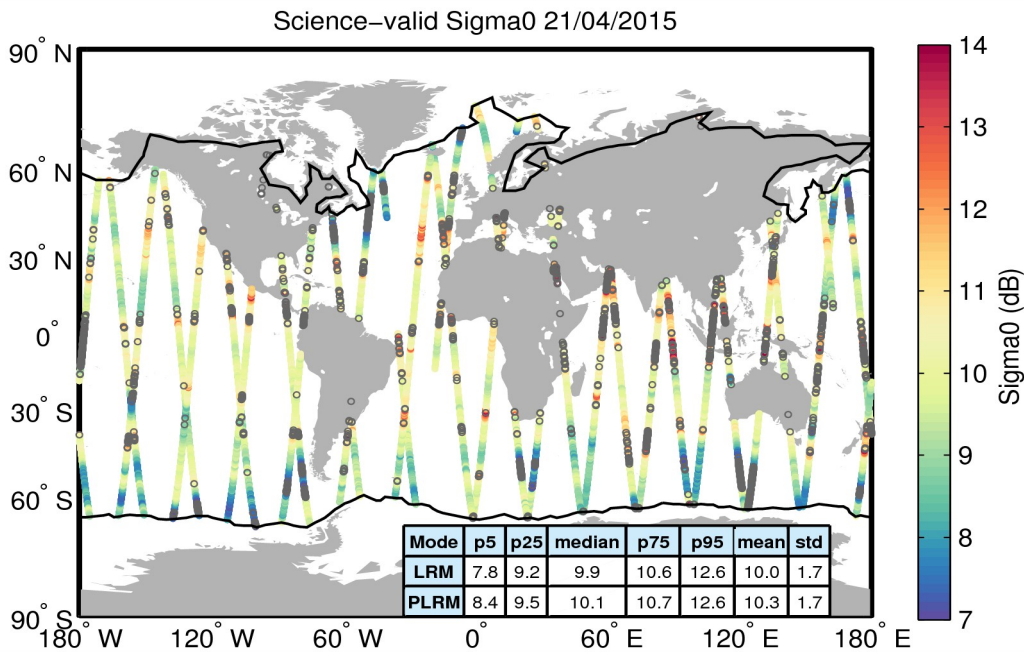 Science−valid Sigma0 21/04/2015
90° N
60° N
30° N
0°
30° S
60° S
90° S
180° W
120° W
60° W
0°
60° E
120° E
180° E
14
13
12
11
10
9
8
7
Sigma0 (dB)
Mode p5 p25 median p75 p95 mean std
LRM 7.8 9.2 9.9 10.6 12.6 10.0 1.7
PLRM 8.4 9.5 10.1 10.7 12.6 10.3 1.7